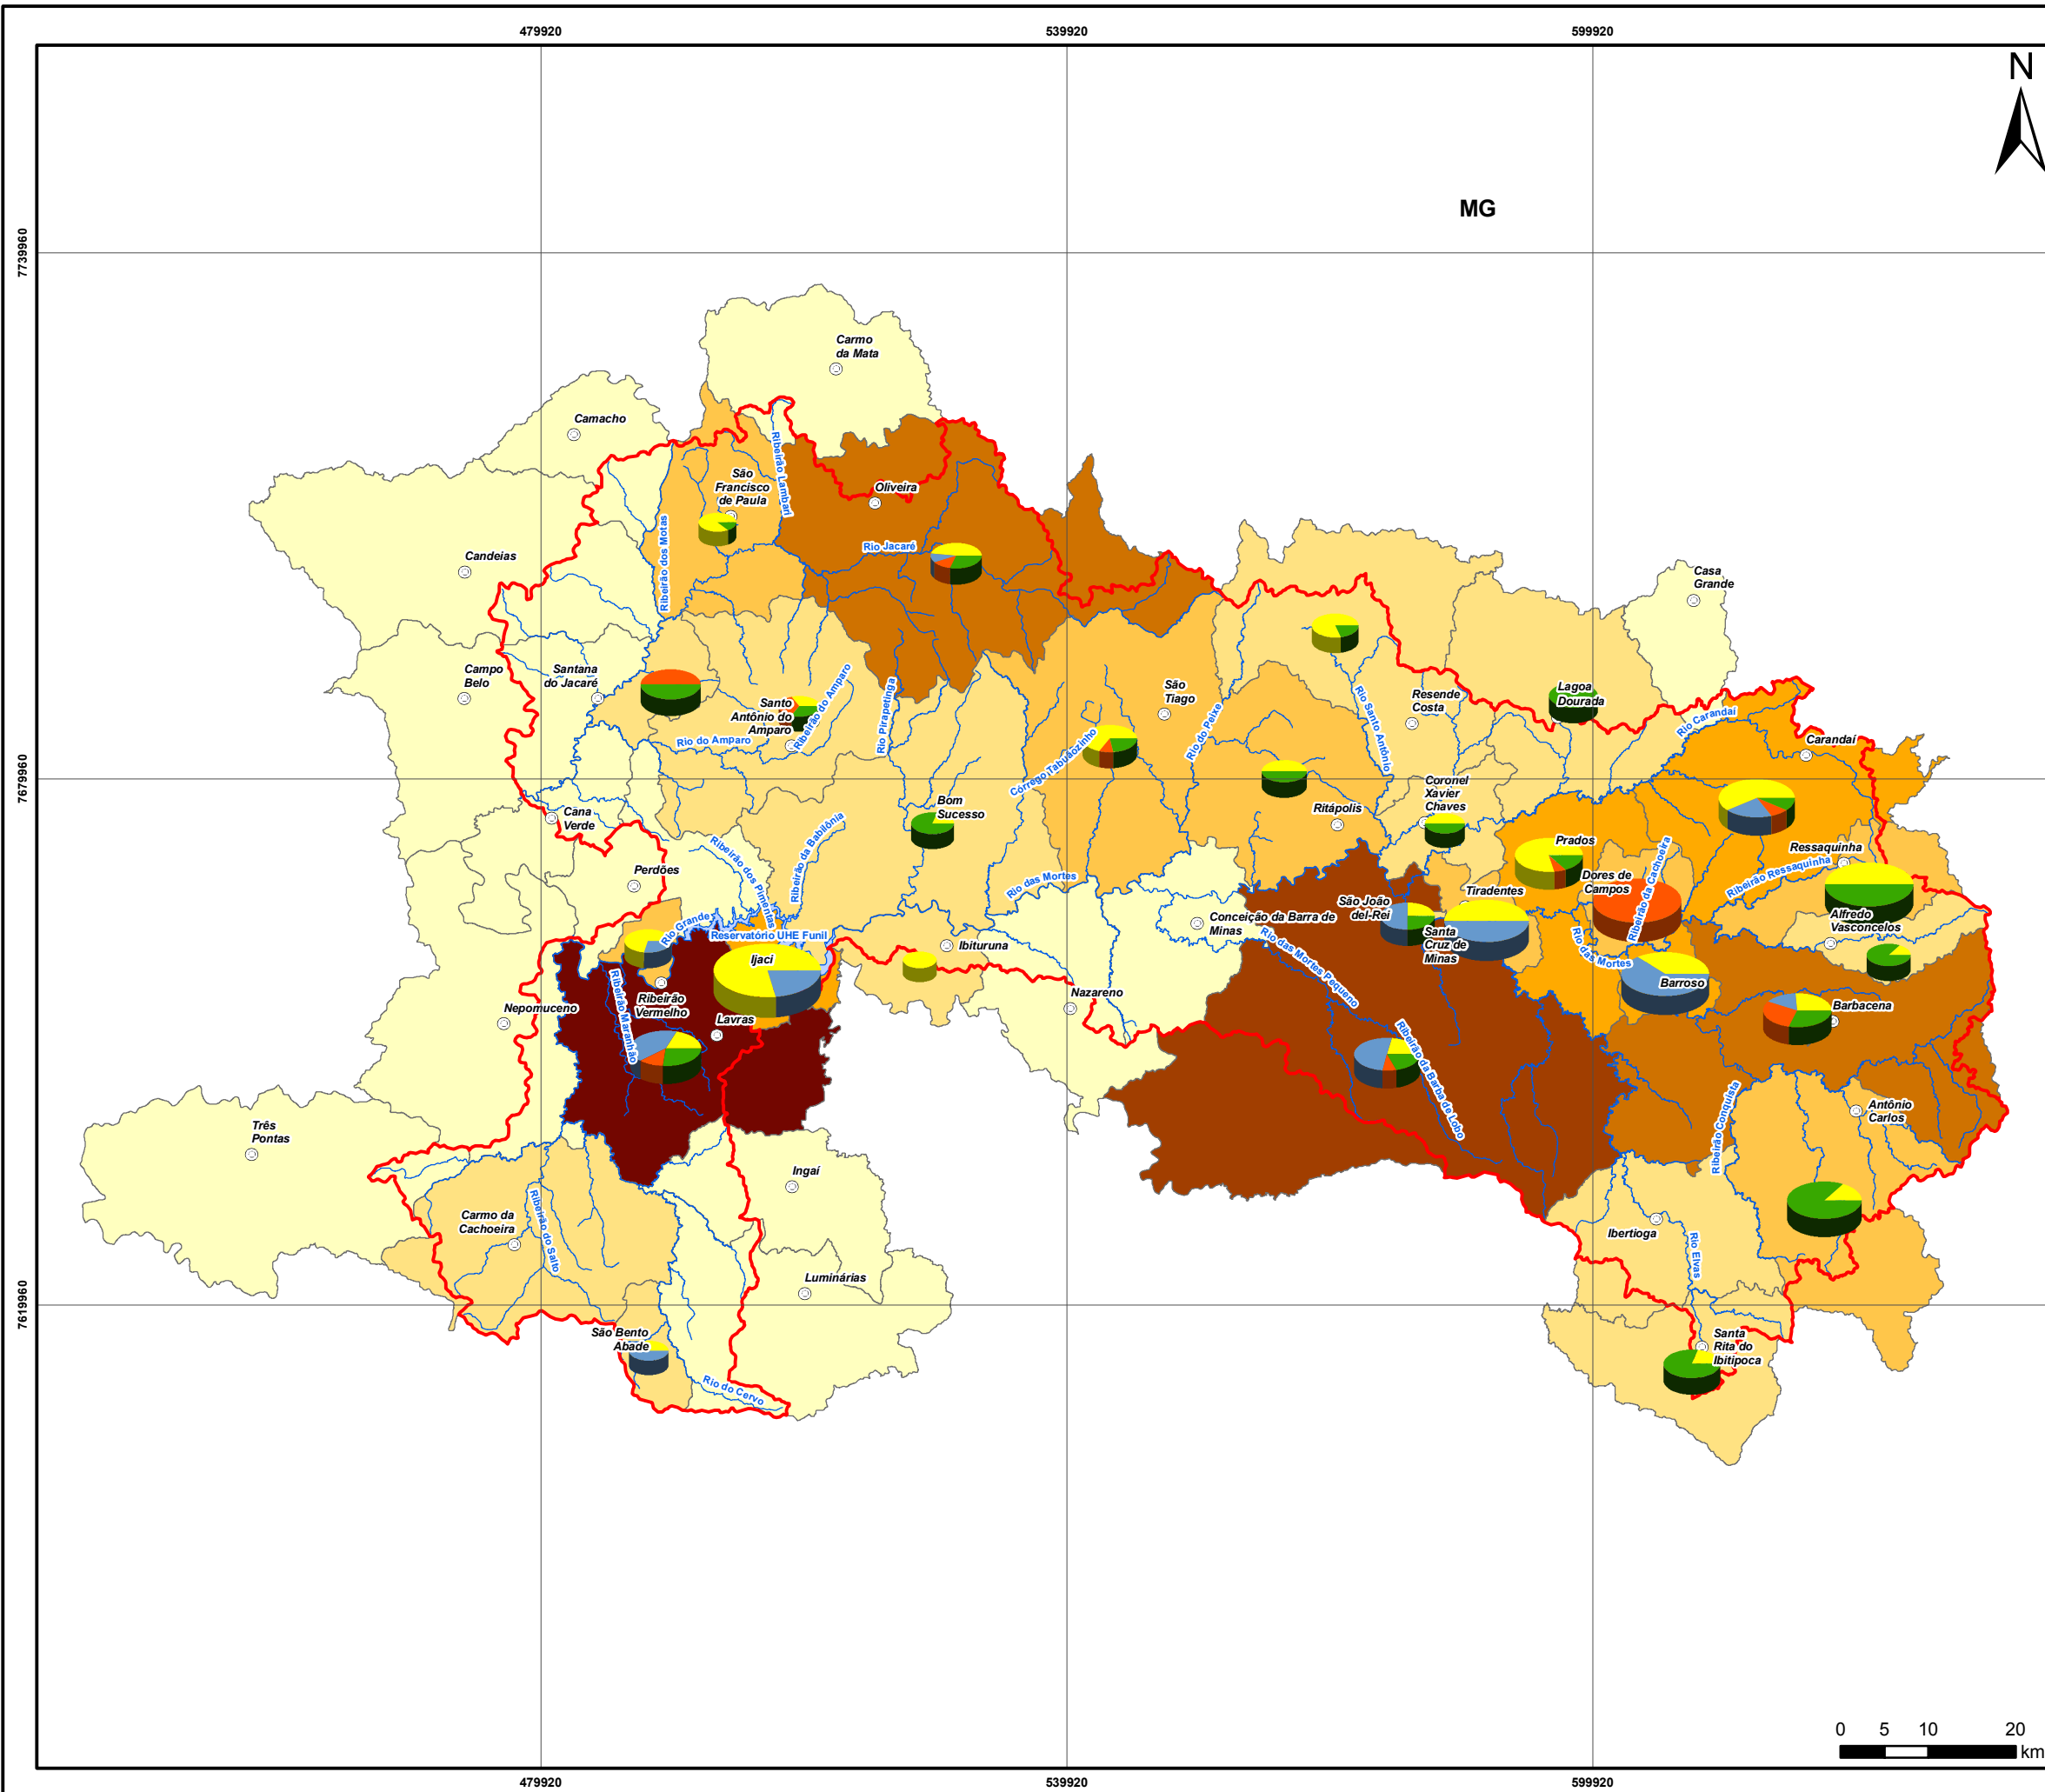 479920
539920
599920
N
MG
7739960
Carmo
da Mata
Camacho
Ribeirão Lambari
São
Francisco
de Paula
Oliveira
Ribeirão dos Motas
Rio Jacaré
Candeias
Casa
Grande
Campo
Belo
Santana
do Jacaré
Ribeirão do Amparo
Santo
Antônio do
Amparo
Rio do Amparo
Rio Pirapetinga
São
Tiago
Rio do Peixe
Rio Santo Antônio
Resende
Costa
Lagoa
Dourada
Rio Carandaí
Carandaí
7679960
Córrego Tabuãozinho
Coronel
Xavier
Chaves
Bom
Sucesso
Ritápolis
Cana
Verde
Ribeirão da Babilônia
Ribeirão dos Pimentas
Prados
Ribeirão da Cachoeira
Ressaquinha
Ribeirão Ressaquinha
Perdões
Rio das Mortes
Dores de
Campos
Tiradentes
São João
del-Rei
Conceição da Barra de
Minas
Alfredo
Vasconcelos
Rio Grande
Reservatório UHE Funil
Ibituruna
Santa
Cruz de
Minas
Rio das Mortes
Rio das Mortes Pequeno
Ijaci
Barroso
Ribeirão
Vermelho
Ribeirão Maranhão
Nepomuceno
Lavras
Nazareno
Barbacena
Ribeirão da Barba de Lobo
Ribeirão Conquista
Antônio
Carlos
Três
Pontas
Ingaí
Carmo da
Cachoeira
Ribeirão do Salto
Ibertioga
Rio Elvas
Luminárias
7619960
São Bento
Abade
Santa
Rita do
Ibitipoca
Rio do Cervo
0 5 10 20
km
479920
539920
599920